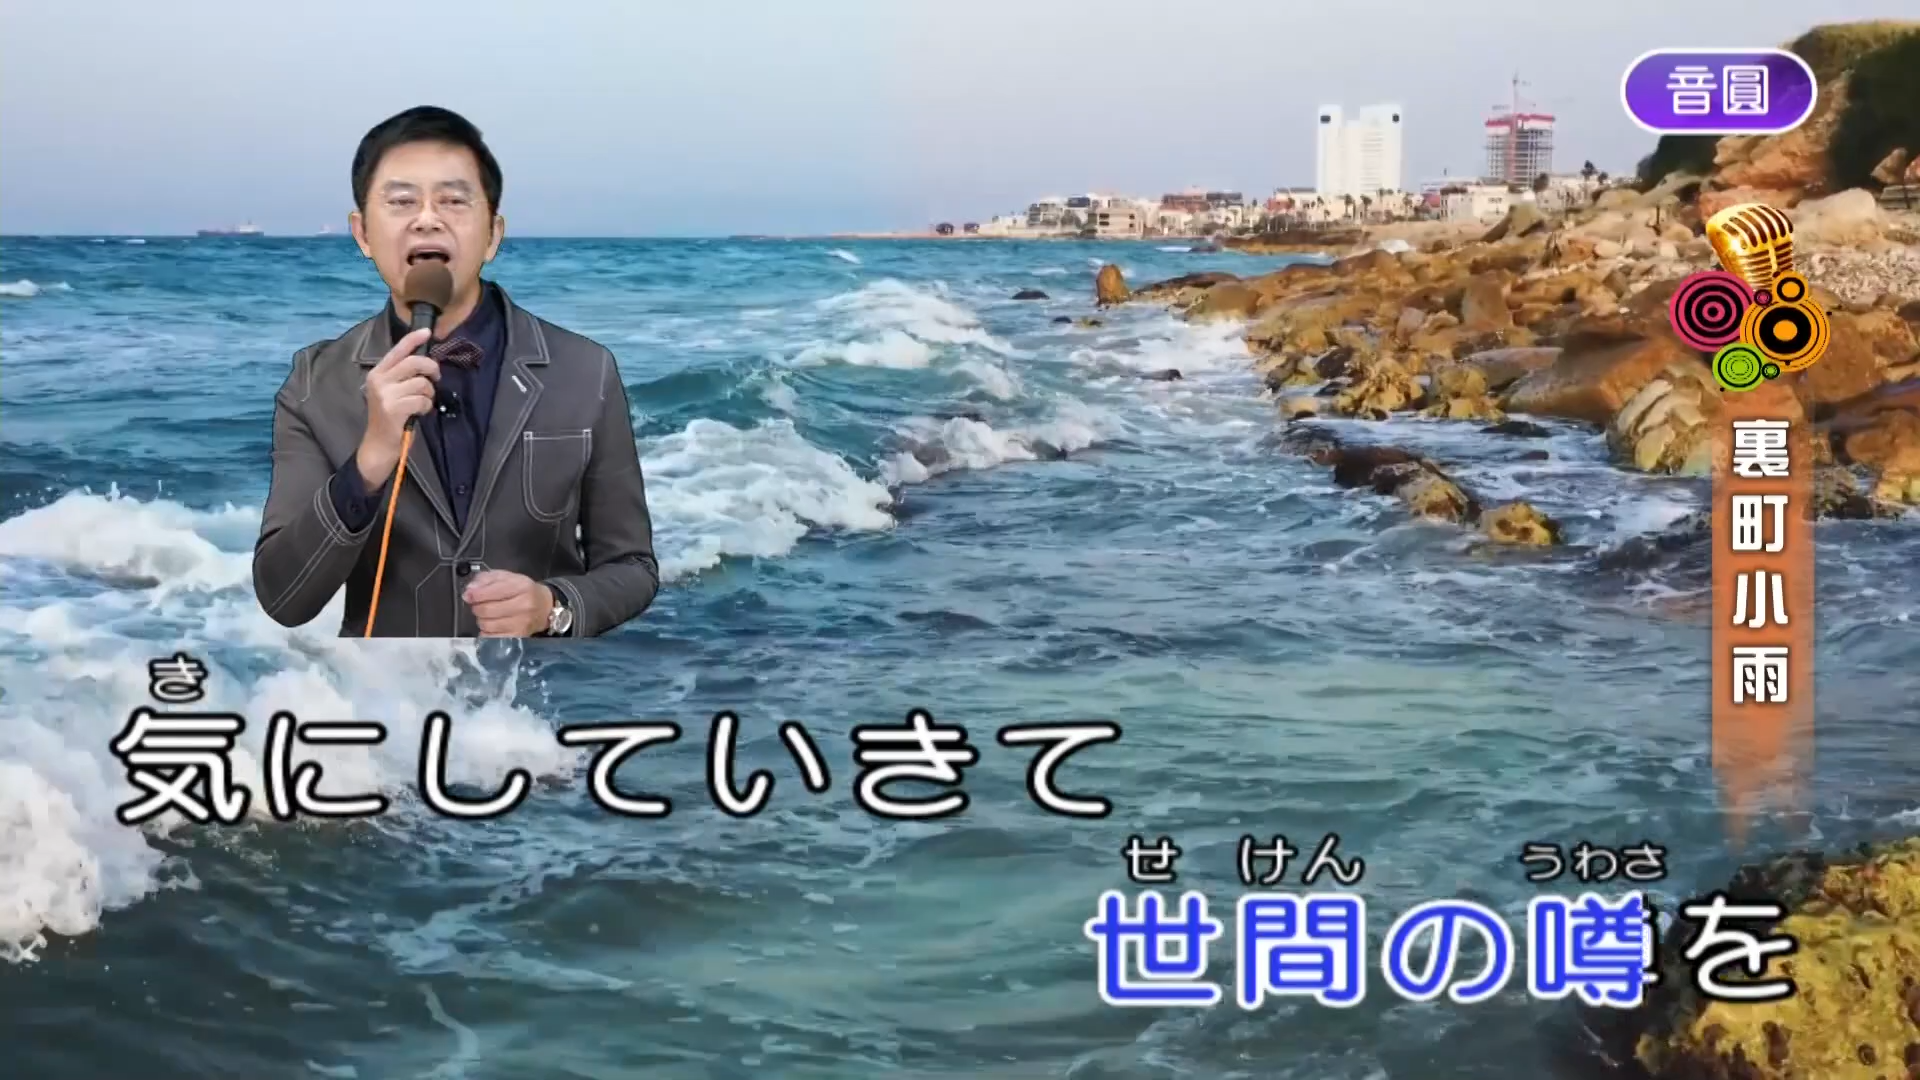 音圓
裏町小雨
き
気にしていきて
せ けん うわさ
世間の噂を